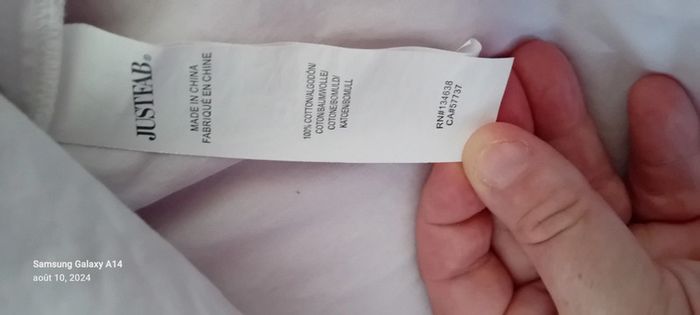 JUSTFAB®
MADE IN CHINA
FABRIQUÉ EN CHINE
100% COTTON/ALGODÓN/
COTON/BAUMWOLLE/
COTONE/BOMULD/
KATOEN/BOMULL
RN#134638
CA#57737
Samsung Galaxy A14
août 10, 2024